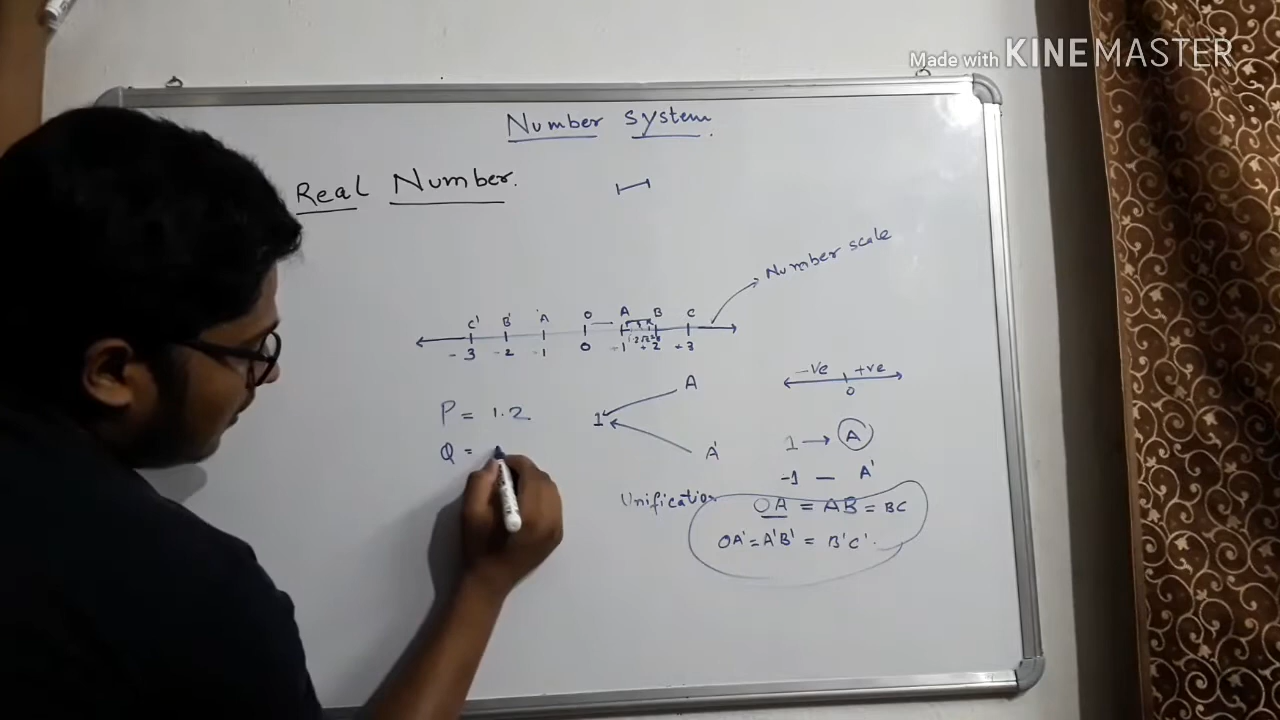 Made with KINEMASTER
Number system.
Real Number.
Number scale
C' B' 'A O A B C
-3 -2 -1 0 +1 +2 +3
-ve +ve
0
A
P = 1.2
1
1 → A
Q =
A'
-1 — A'
Unification
OA = AB = BC
OA' = A'B' = B'C'.